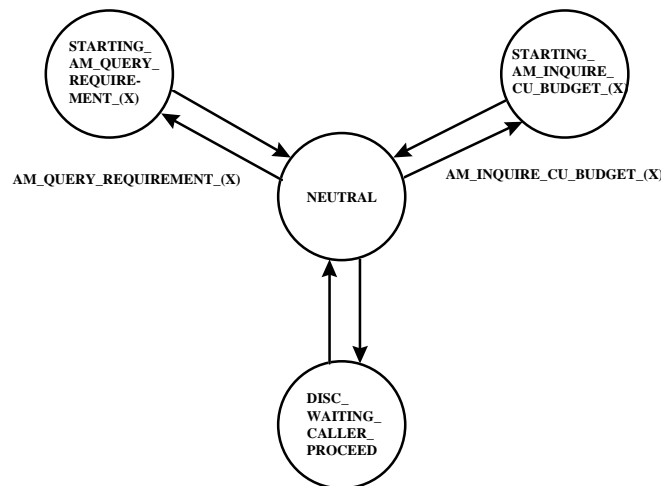 STARTING_
AM_QUERY_
REQUIRE-
MENT_(X)
STARTING_
AM_INQUIRE_
CU_BUDGET_(X)
AM_QUERY_REQUIREMENT_(X)
AM_INQUIRE_CU_BUDGET_(X)
NEUTRAL
DISC_
WAITING_
CALLER_
PROCEED